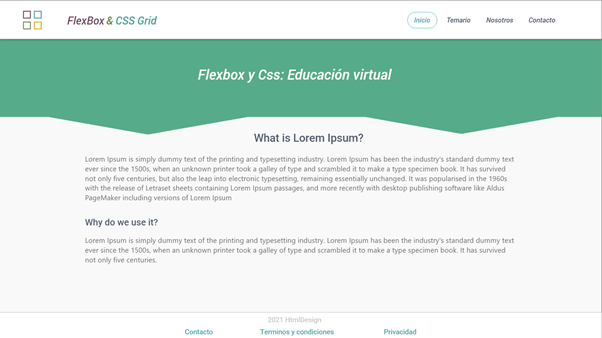 FlexBox & CSS Grid
Inicio Temario Nosotros Contacto
Flexbox y Css: Educación virtual
What is Lorem Ipsum?
Lorem Ipsum is simply dummy text of the printing and typesetting industry. Lorem Ipsum has been the industry's standard dummy text
ever since the 1500s, when an unknown printer took a galley of type and scrambled it to make a type specimen book. It has survived
not only five centuries, but also the leap into electronic typesetting, remaining essentially unchanged. It was popularised in the 1960s
with the release of Letraset sheets containing Lorem Ipsum passages, and more recently with desktop publishing software like Aldus
PageMaker including versions of Lorem Ipsum
Why do we use it?
Lorem Ipsum is simply dummy text of the printing and typesetting industry. Lorem Ipsum has been the industry's standard dummy text
ever since the 1500s, when an unknown printer took a galley of type and scrambled it to make a type specimen book. It has survived
not only five centuries.
2021 HtmlDesign
Contacto Terminos y condiciones Privacidad